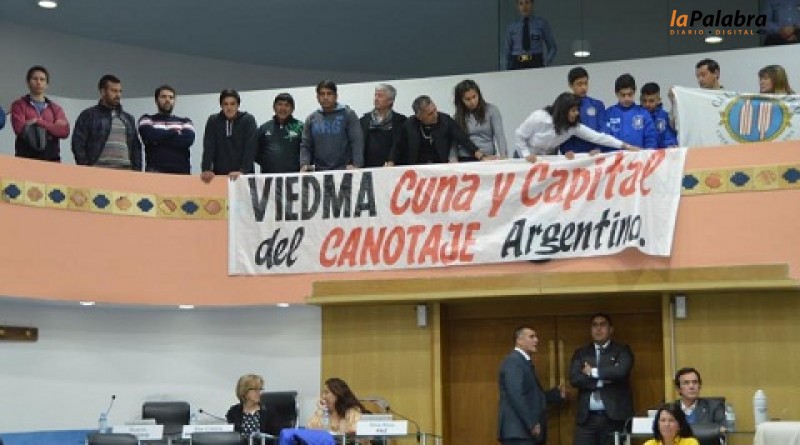 laPalabra
DIARIO • DIGITAL
VIEDMA Cuna y Capital
del CANOTAJE Argentino.